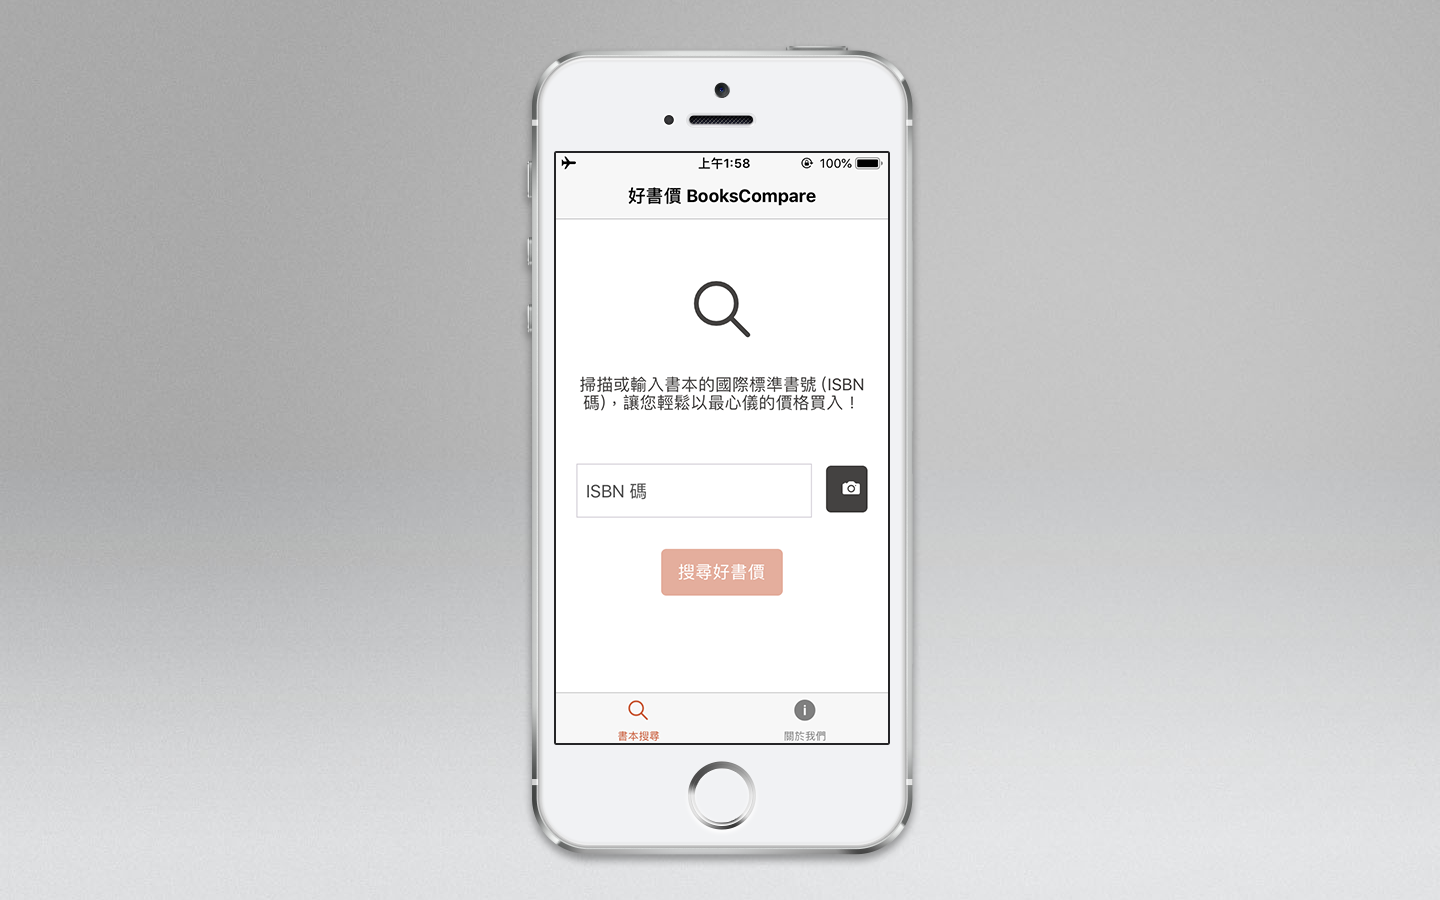 上午1:58
100%
好書價 BooksCompare
掃描或輸入書本的國際標準書號 (ISBN
碼)，讓您輕鬆以最心儀的價格買入！
ISBN 碼
搜尋好書價
書本搜尋
關於我們